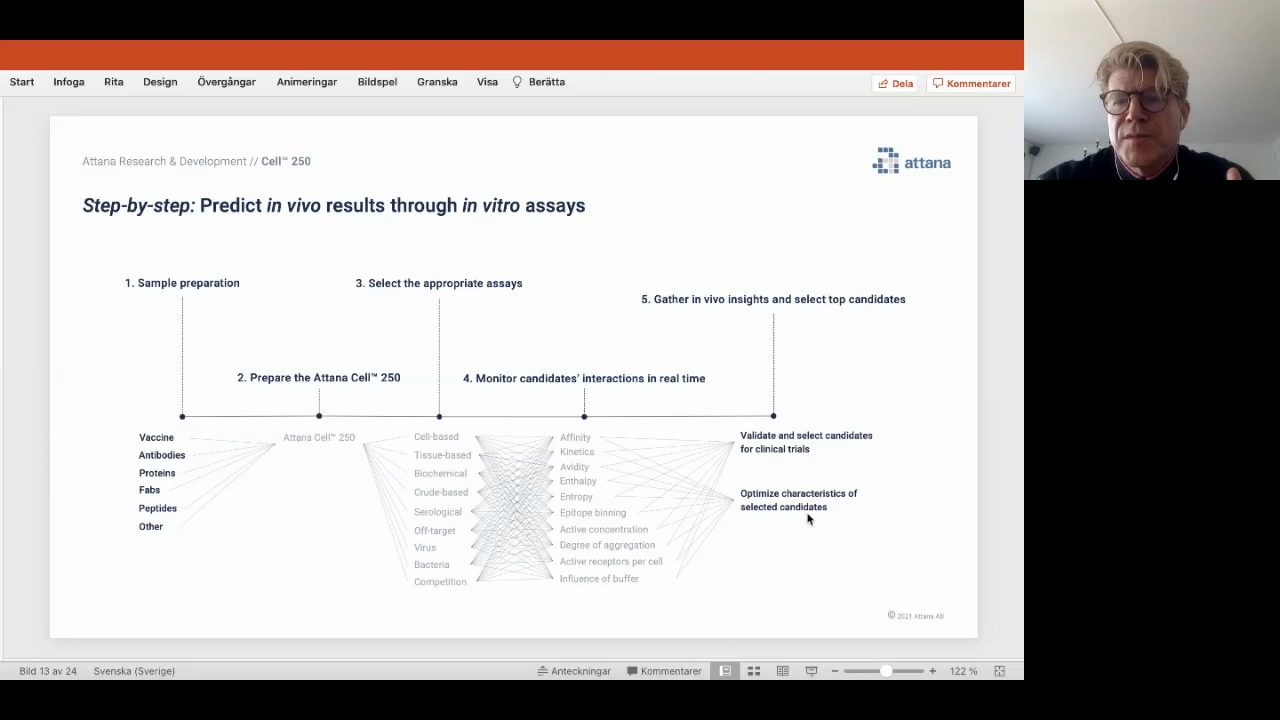 Start Infoga Rita Design Övergångar Animeringar Bildspel Granska Visa Berätta Dela Kommentarer
Attana Research & Development // Cell™ 250
attana
Step-by-step: Predict in vivo results through in vitro assays
1. Sample preparation
3. Select the appropriate assays
5. Gather in vivo insights and select top candidates
2. Prepare the Attana Cell™ 250
4. Monitor candidates’ interactions in real time
Vaccine
Antibodies
Proteins
Fabs
Peptides
Other
Attana Cell™ 250
Cell-based
Tissue-based
Biochemical
Crude-based
Serological
Off-target
Virus
Bacteria
Competition
Affinity
Kinetics
Avidity
Enthalpy
Entropy
Epitope binning
Active concentration
Degree of aggregation
Active receptors per cell
Influence of buffer
Validate and select candidates
for clinical trials
Optimize characteristics of
selected candidates
© 2021 Attana AB
Bild 13 av 24 Svenska (Sverige) Anteckningar Kommentarer 122 %